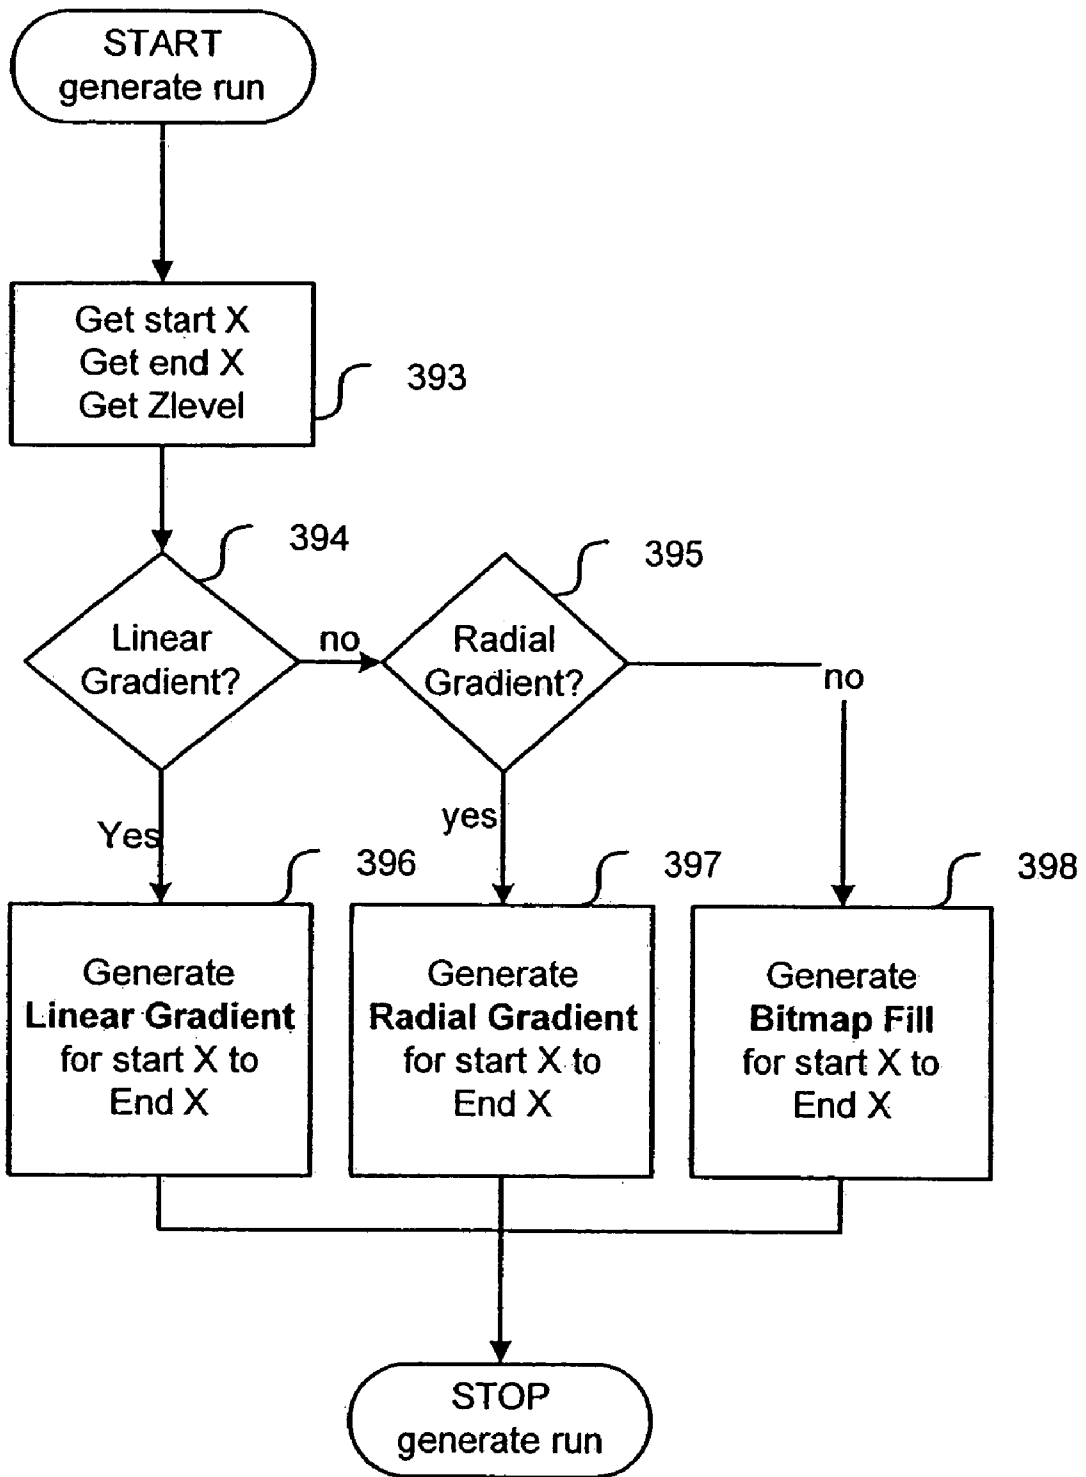 START
generate run
Get start X
Get end X
Get Zlevel
393
394
395
Linear
Gradient?
no
Radial
Gradient?
no
Yes
yes
396
397
398
Generate
Linear Gradient
for start X to
End X
Generate
Radial Gradient
for start X to
End X
Generate
Bitmap Fill
for start X to
End X
STOP
generate run